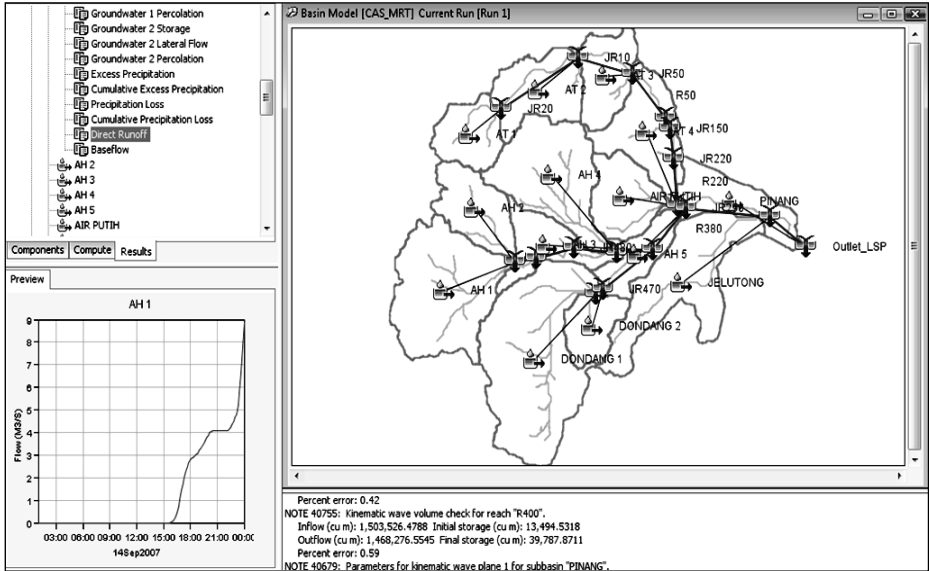 Groundwater 1 Percolation
Groundwater 2 Storage
Groundwater 2 Lateral Flow
Groundwater 2 Percolation
Excess Precipitation
Cumulative Excess Precipitation
Precipitation Loss
Cumulative Precipitation Loss
Direct Runoff
Baseflow
AH 2
AH 3
AH 4
AH 5
AIR PUTIH
Components Compute Results
Preview
AH 1
Flow (M3/S)
9
8
7
6
5
4
3
2
1
0
03:00 06:00 09:00 12:00 15:00 18:00 21:00 00:00
14Sep2007
Basin Model [CAS_MRT] Current Run [Run 1]
JR10
AT 3
JR50
AT 2
JR20
R50
AT 1
AT 4
JR150
JR220
AH 4
R220
AIR PUTIH
PINANG
AH 2
R380
Outlet_LSP
AH 5
AH 1
JR470
JELUTONG
DONDANG 2
DONDANG 1
Percent error: 0.42
NOTE 40755: Kinematic wave volume check for reach "R400".
Inflow (cu m): 1,503,526.4788 Initial storage (cu m): 13,494.5318
Outflow (cu m): 1,468,276.5545 Final storage (cu m): 39,787.8711
Percent error: 0.59
NOTE 40679: Parameters for kinematic wave plane 1 for subbasin "PINANG".